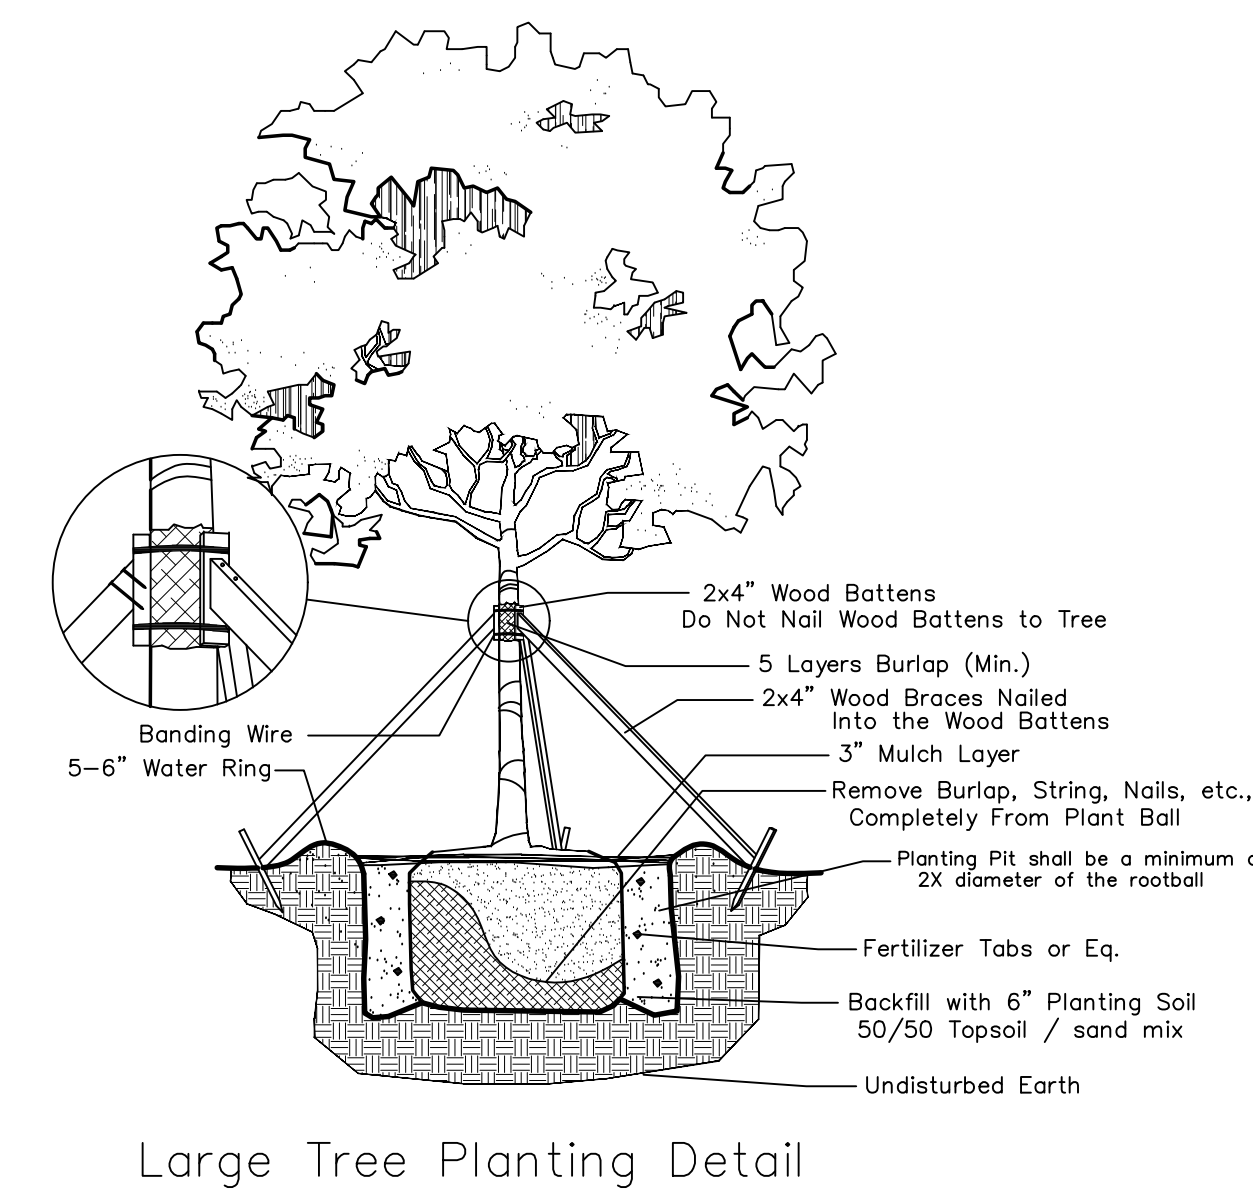 2x4” Wood Battens
Do Not Nail Wood Battens to Tree
5 Layers Burlap (Min.)
2x4” Wood Braces Nailed
Into the Wood Battens
Banding Wire
3” Mulch Layer
5–6” Water Ring
Remove Burlap, String, Nails, etc.,
Completely From Plant Ball
Planting Pit shall be a minimum
2X diameter of the rootball
Fertilizer Tabs or Eq.
Backfill with 6” Planting Soil
50/50 Topsoil / sand mix
Undisturbed Earth
Large Tree Planting Detail